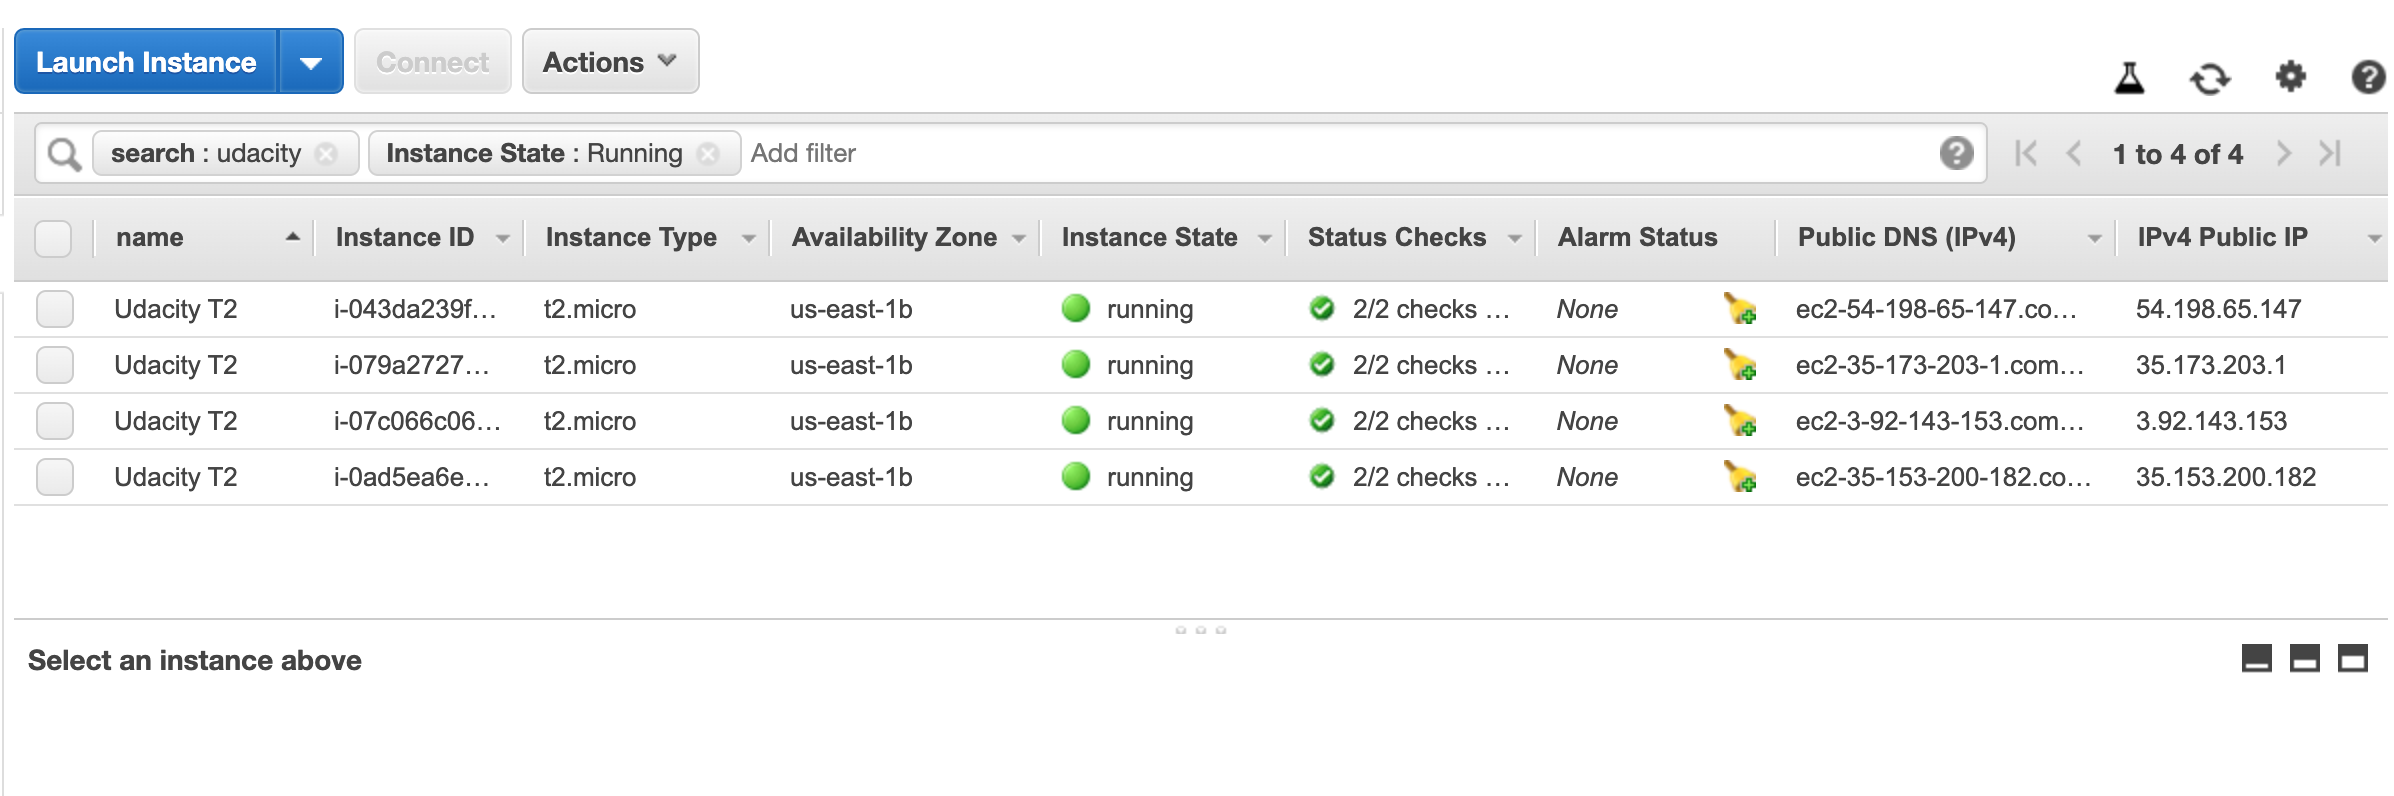 Launch Instance Connect Actions
search : udacity Instance State : Running Add filter 1 to 4 of 4
name Instance ID Instance Type Availability Zone Instance State Status Checks Alarm Status Public DNS (IPv4) IPv4 Public IP
Udacity T2 i-043da239f... t2.micro us-east-1b running 2/2 checks ... None ec2-54-198-65-147.co... 54.198.65.147
Udacity T2 i-079a2727... t2.micro us-east-1b running 2/2 checks ... None ec2-35-173-203-1.com... 35.173.203.1
Udacity T2 i-07c066c06... t2.micro us-east-1b running 2/2 checks ... None ec2-3-92-143-153.com... 3.92.143.153
Udacity T2 i-0ad5ea6e... t2.micro us-east-1b running 2/2 checks ... None ec2-35-153-200-182.co... 35.153.200.182
Select an instance above